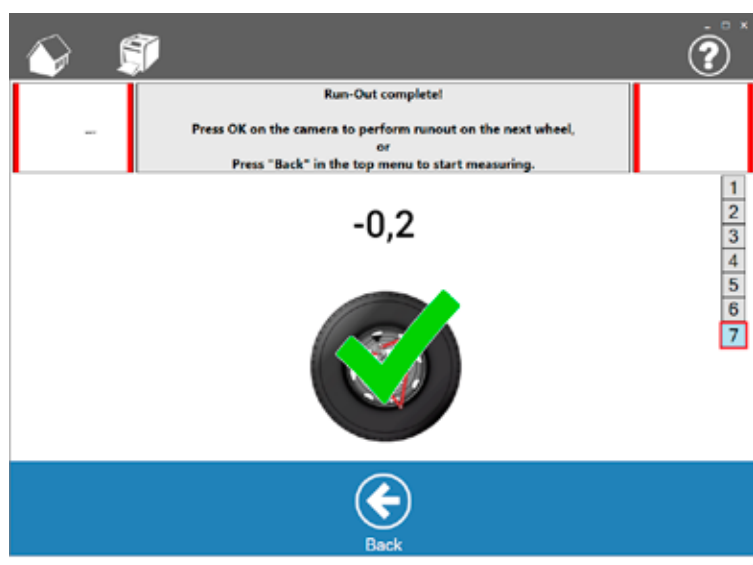 ?
Run-Out complete!
Press OK on the camera to perform runout on the next wheel,
or
Press "Back" in the top menu to start measuring.
-0,2
1
2
3
4
5
6
7
Back